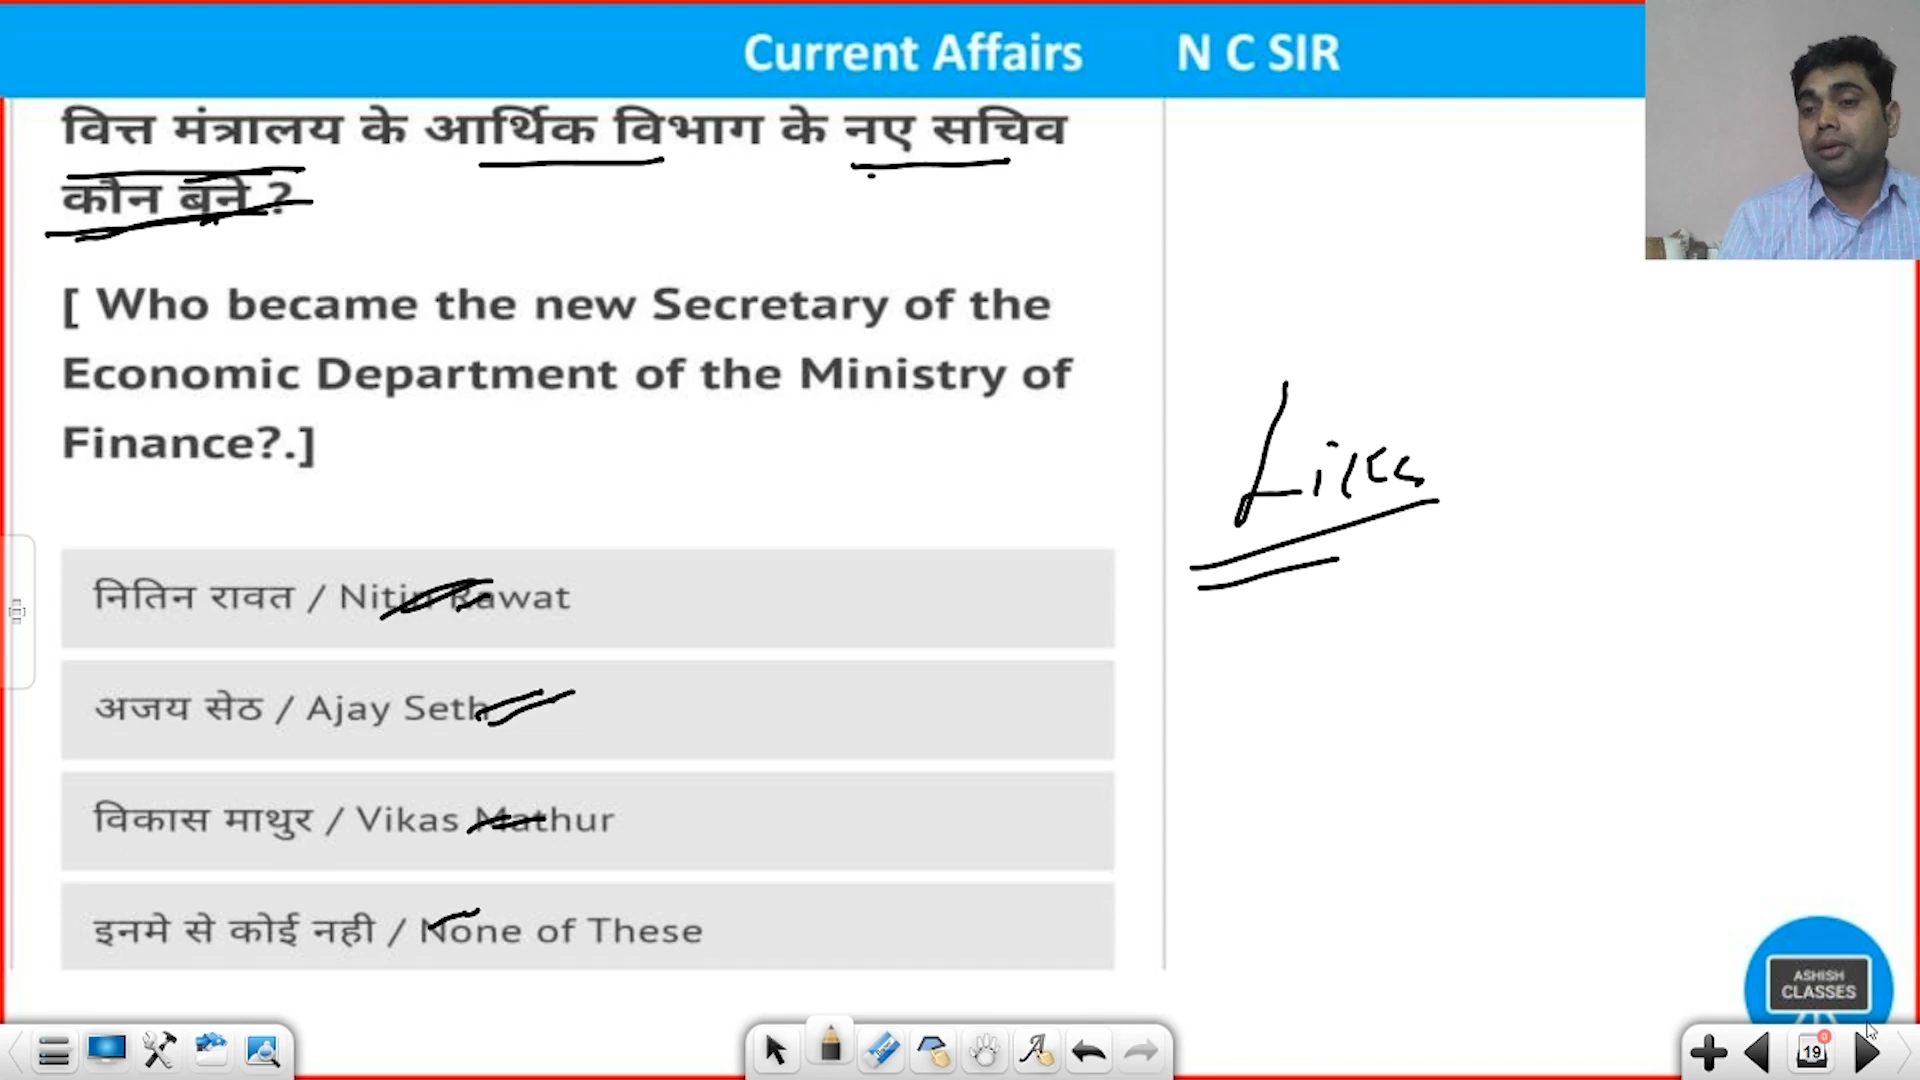 Current Affairs N C SIR
वित्त मंत्रालय के आर्थिक विभाग के नए सचिव
कौन बने ?
[ Who became the new Secretary of the
Economic Department of the Ministry of
Finance?.]
नितिन रावत / Nitin Rawat
अजय सेठ / Ajay Seth
विकास माथुर / Vikas Mathur
इनमे से कोई नही / None of These
ASHISH
CLASSES
19
0